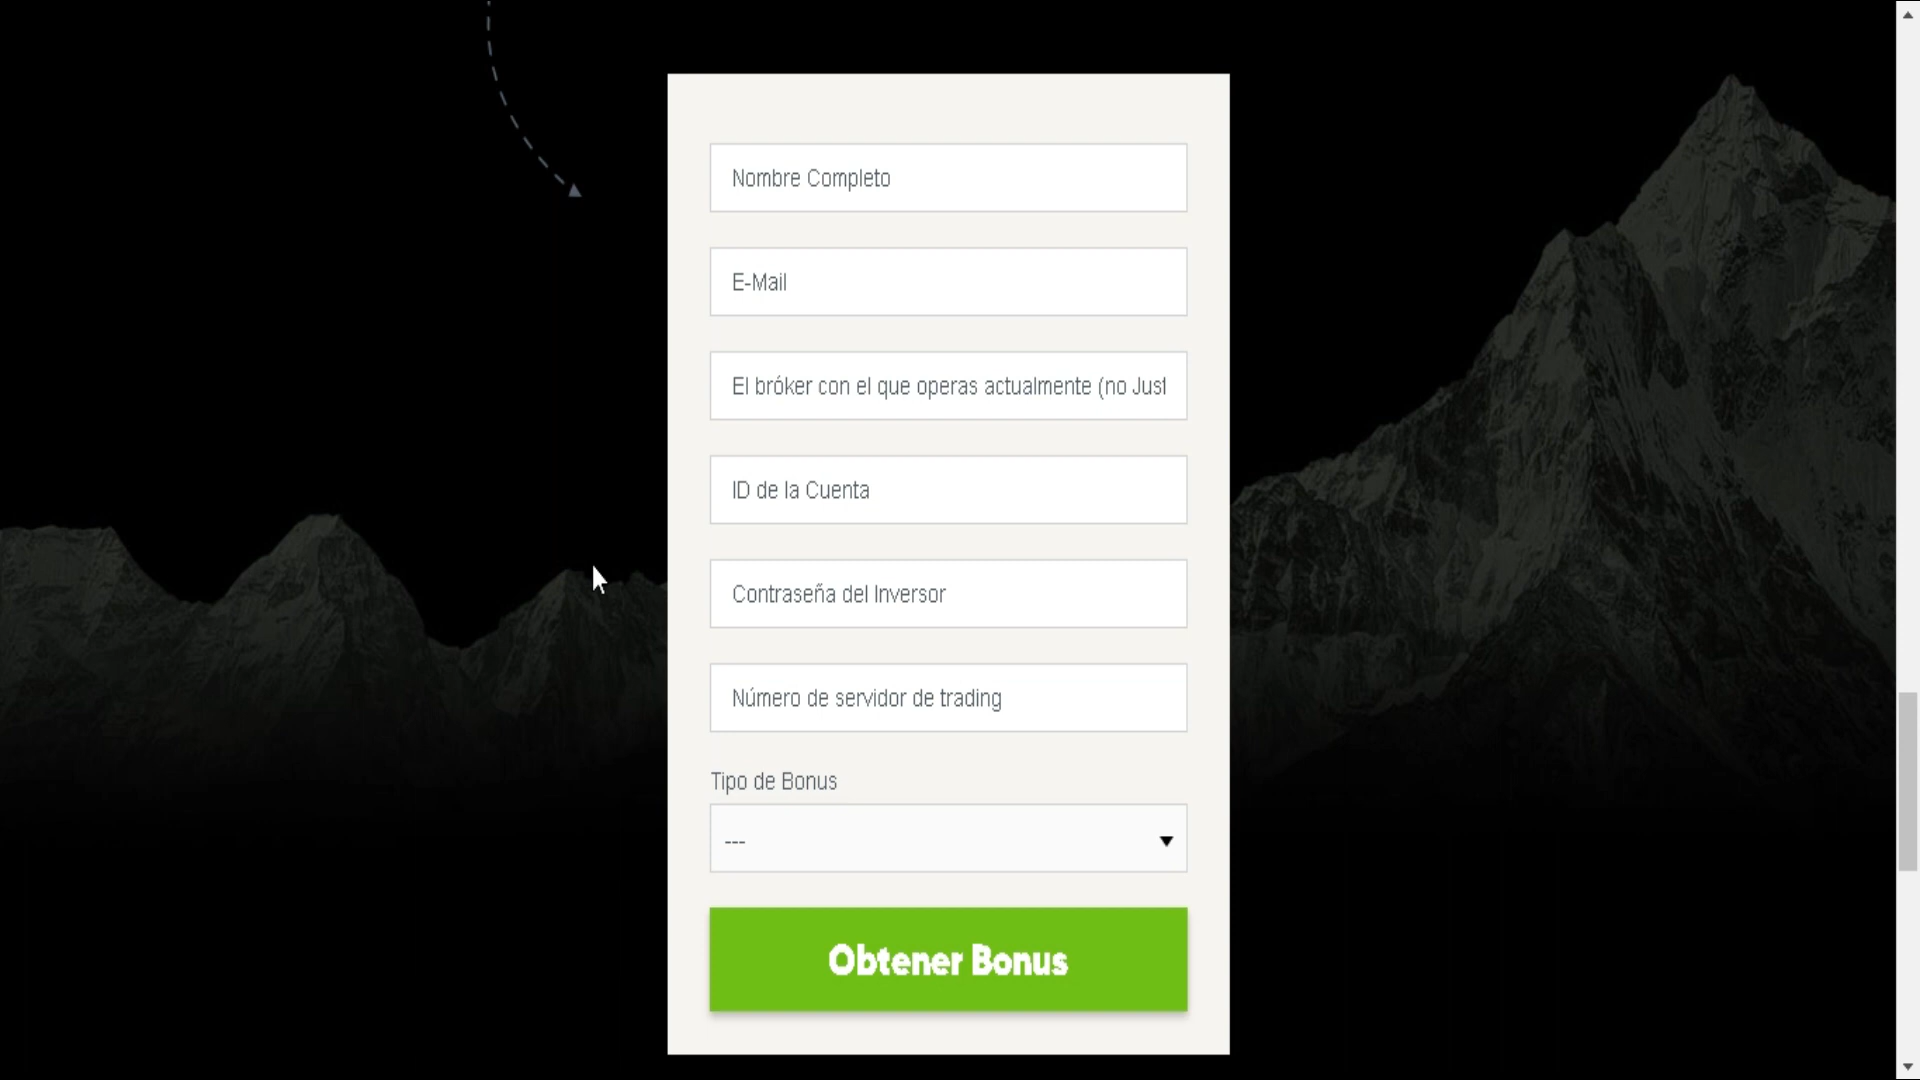 Nombre Completo
E-Mail
El bróker con el que operas actualmente (no Just
ID de la Cuenta
Contraseña del Inversor
Número de servidor de trading
Tipo de Bonus
---
Obtener Bonus